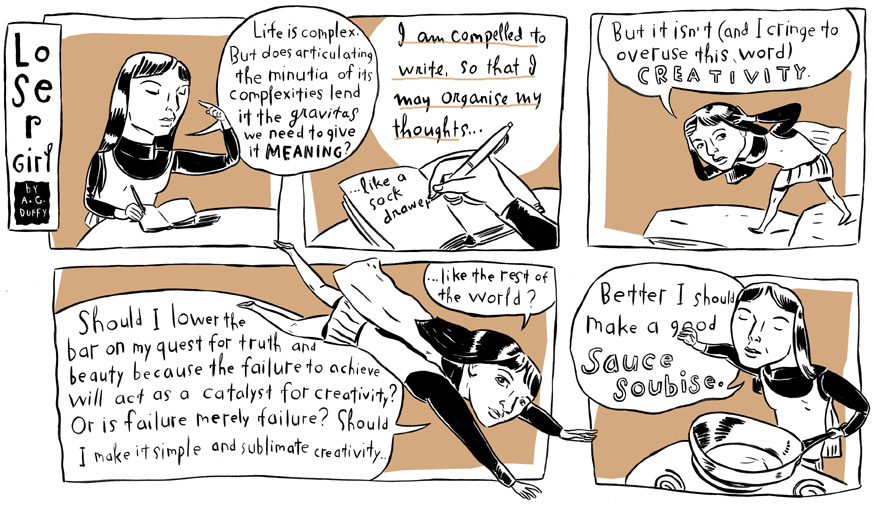 LoSer
Girl
by
A.G.
DUFFY
Life is complex.
But does articulating
the minutia of its
complexities lend
it the gravitas
we need to give
it MEANING?
I am compelled to
write, so that I
may organise my
thoughts...
...like a
sock
drawer
But it isn't (and I cringe to
overuse this word)
CREATIVITY.
Should I lower the
bar on my quest for truth and
beauty because the failure to achieve
will act as a catalyst for creativity?
Or is failure merely failure? Should
I make it simple and sublimate creativity..
...like the rest of
the world?
Better I should
make a good
Sauce
Soubise.